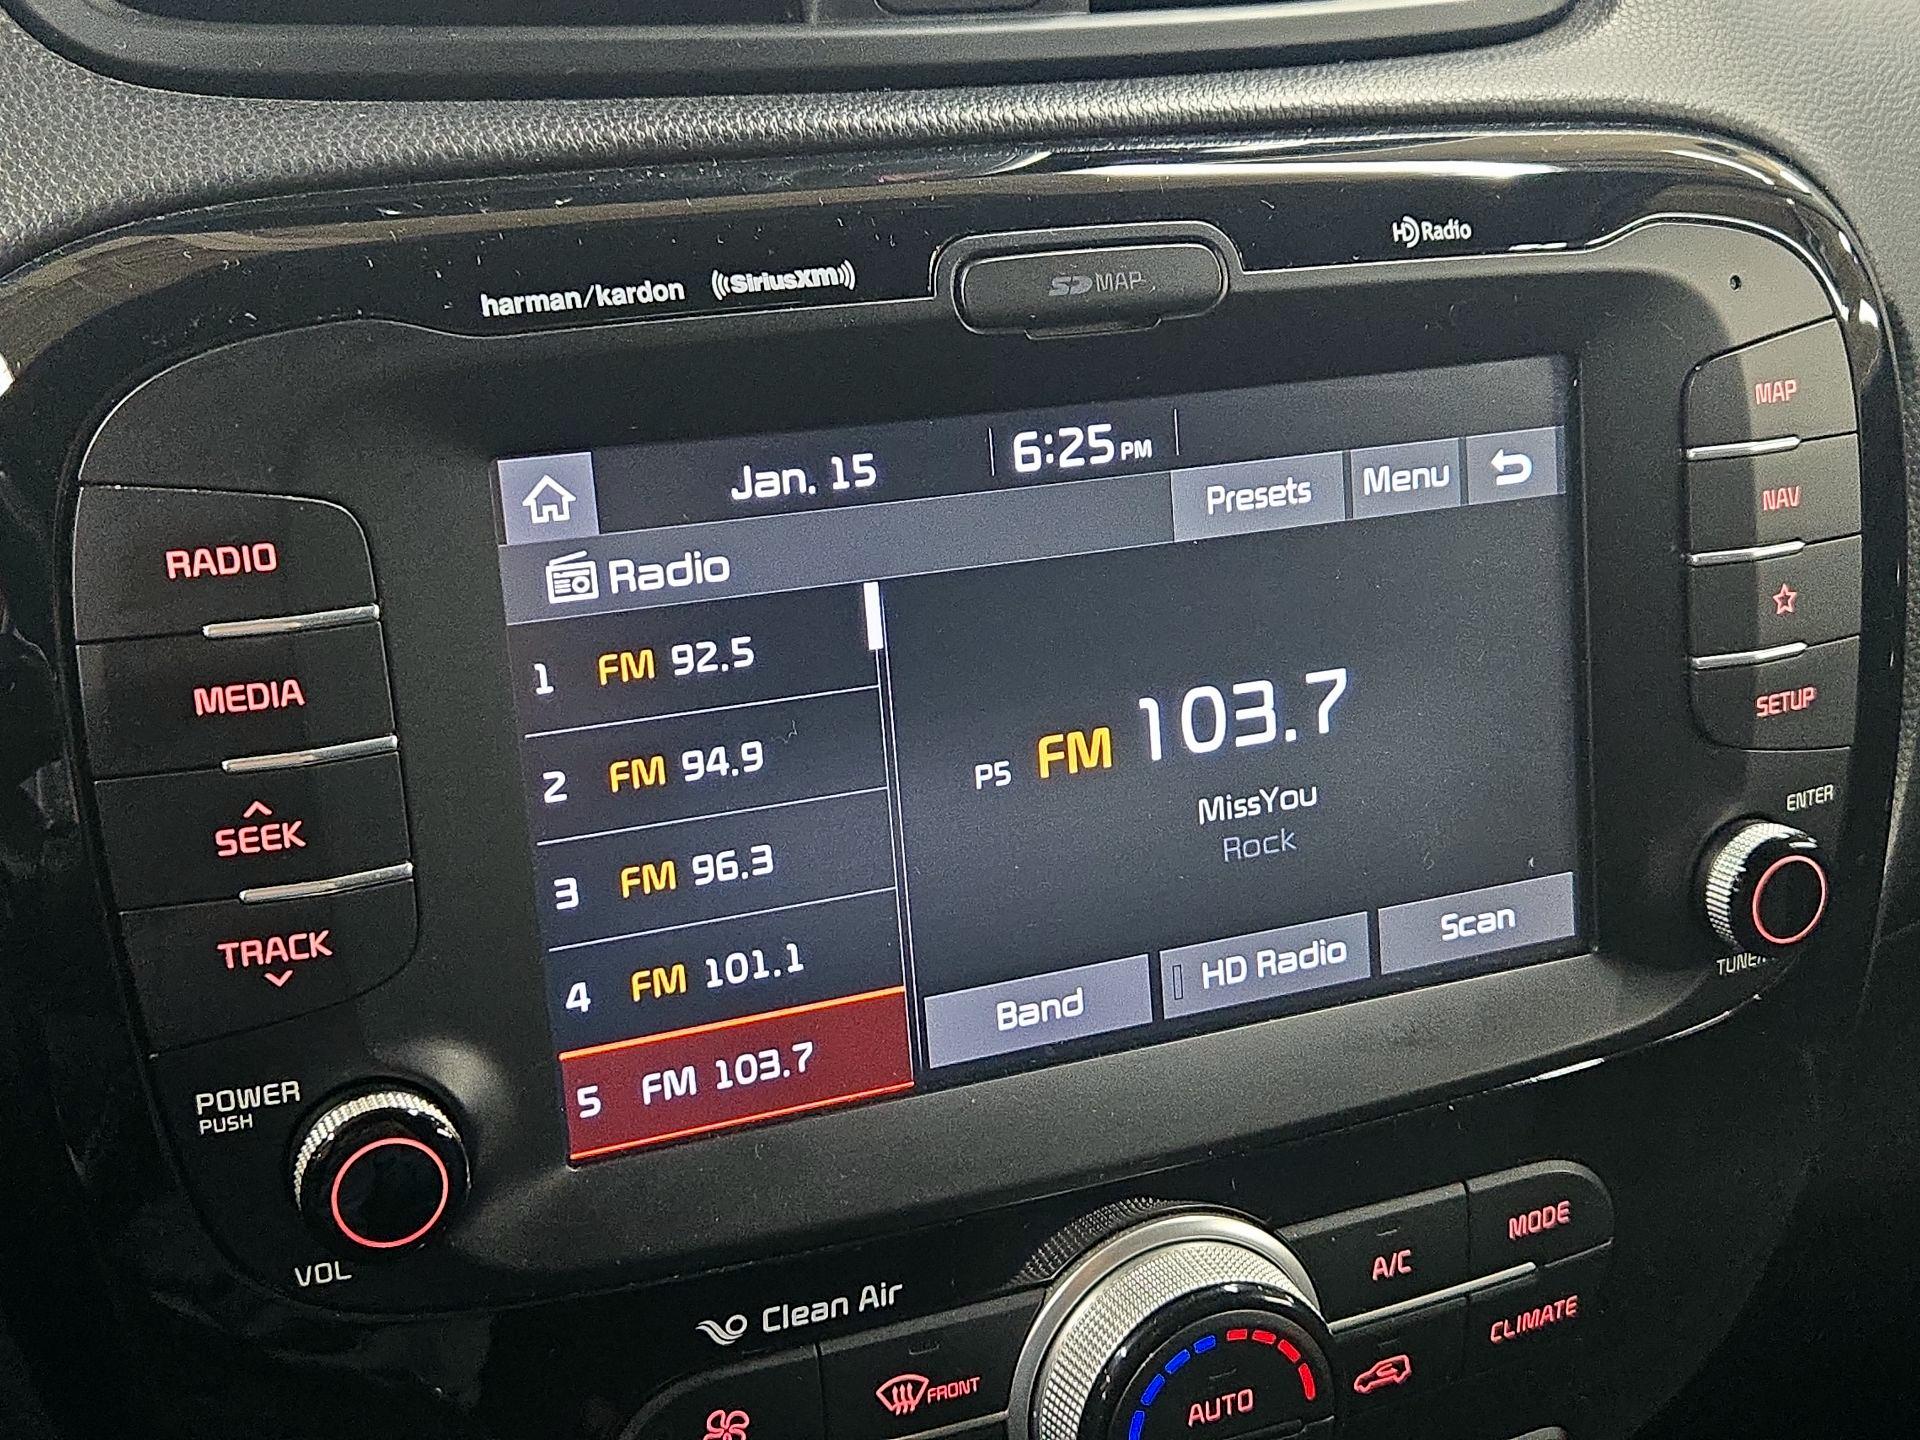 harman/kardon SiriusXM SD MAP HD Radio
Jan. 15 6:25 PM
Presets Menu
Radio
1 FM 92.5
2 FM 94.9
3 FM 96.3
4 FM 101.1
5 FM 103.7
P5 FM 103.7
MissYou
Rock
Band HD Radio Scan
RADIO
MEDIA
SEEK
TRACK
POWER
PUSH
VOL
MAP
NAV
SETUP
ENTER
Clean Air
FRONT
AUTO
A/C
MODE
CLIMATE